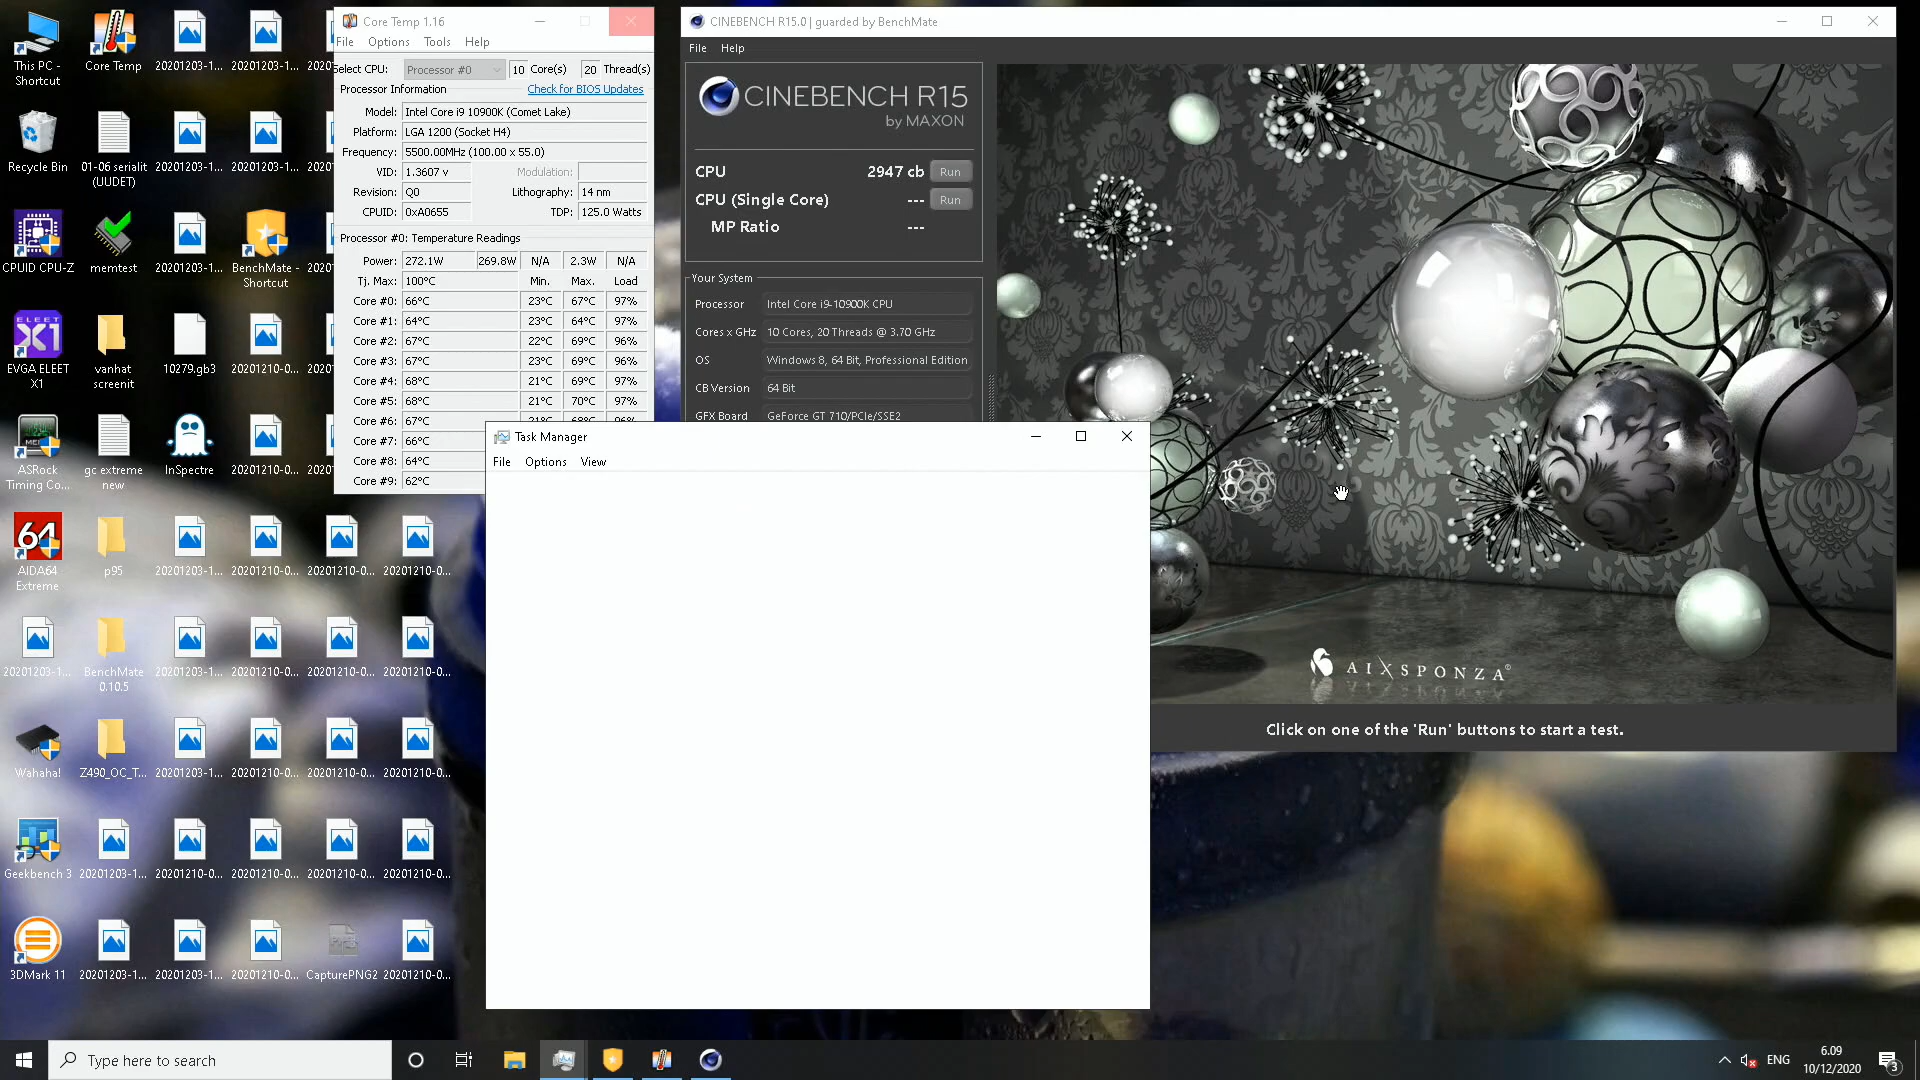 This PC -
Shortcut
Core Temp
20201203-1...
20201203-1...
Recycle Bin
01-06 serialit
(UUDET)
20201203-1...
20201203-1...
CPUID CPU-Z
memtest
20201203-1...
BenchMate -
Shortcut
EVGA ELEET
X1
vanhat
screenit
10279.gb3
20201210-0...
ASRock
Timing Co...
gc extreme
new
InSpectre
20201210-0...
AIDA64
Extreme
p95
20201203-1...
20201210-0...
20201210-0...
20201210-0...
20201203-1...
BenchMate
0.10.5
20201203-1...
20201210-0...
20201210-0...
20201210-0...
Wahaha!
Z490_OC_T...
20201203-1...
20201210-0...
20201210-0...
20201210-0...
Geekbench 3
20201203-1...
20201210-0...
20201210-0...
20201210-0...
20201210-0...
3DMark 11
20201203-1...
20201203-1...
20201210-0...
CapturePNG2
20201210-0...
Core Temp 1.16
File Options Tools Help
Select CPU: Processor #0 10 Core(s) 20 Thread(s)
Processor Information Check for BIOS Updates
Model: Intel Core i9 10900K (Comet Lake)
Platform: LGA 1200 (Socket H4)
Frequency: 5500.00MHz (100.00 x 55.0)
VID: 1.3607 v Modulation:
Revision: Q0 Lithography: 14 nm
CPUID: 0xA0655 TDP: 125.0 Watts
Processor #0: Temperature Readings
Power: 272.1W 269.8W N/A 2.3W N/A
Tj. Max: 100°C Min. Max. Load
Core #0: 66°C 23°C 67°C 97%
Core #1: 64°C 23°C 64°C 97%
Core #2: 67°C 22°C 69°C 96%
Core #3: 67°C 23°C 69°C 96%
Core #4: 68°C 21°C 69°C 97%
Core #5: 68°C 21°C 70°C 97%
Core #6: 67°C 21°C 68°C 96%
Core #7: 66°C
Core #8: 64°C
Core #9: 62°C
CINEBENCH R15.0 | guarded by BenchMate
File Help
CINEBENCH R15
by MAXON
CPU 2947 cb Run
CPU (Single Core) --- Run
MP Ratio ---
Your System
Processor Intel Core i9-10900K CPU
Cores x GHz 10 Cores, 20 Threads @ 3.70 GHz
OS Windows 8, 64 Bit, Professional Edition
CB Version 64 Bit
GFX Board GeForce GT 710/PCIe/SSE2
AIXSPONZA®
Click on one of the 'Run' buttons to start a test.
Task Manager
File Options View
Type here to search
ENG
6.09
10/12/2020
3